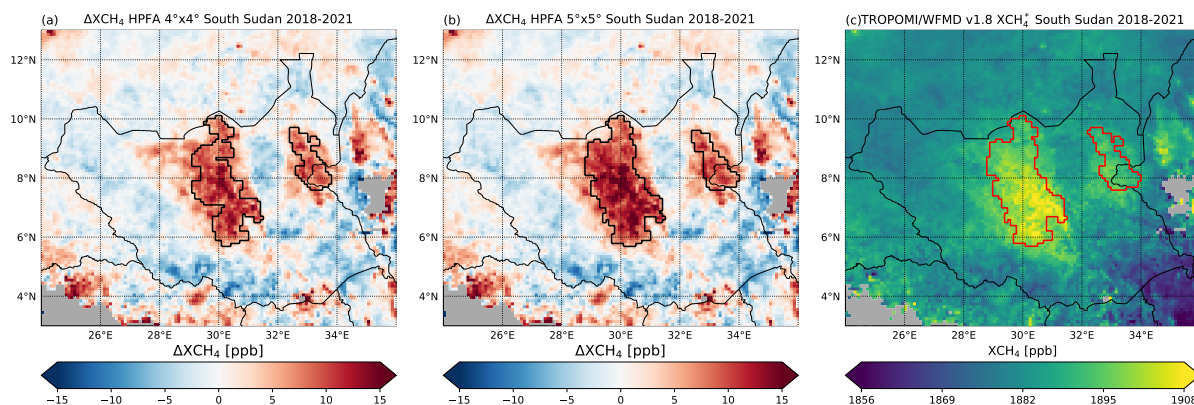 (a) ΔXCH₄ HPFA 4°x4° South Sudan 2018-2021
12°N
10°N
8°N
6°N
4°N
26°E 28°E 30°E 32°E 34°E
ΔXCH₄ [ppb]
−15 −10 −5 0 5 10 15
(b) ΔXCH₄ HPFA 5°x5° South Sudan 2018-2021
12°N
10°N
8°N
6°N
4°N
26°E 28°E 30°E 32°E 34°E
ΔXCH₄ [ppb]
−15 −10 −5 0 5 10 15
(c)TROPOMI/WFMD v1.8 XCH₄* South Sudan 2018-2021
12°N
10°N
8°N
6°N
4°N
26°E 28°E 30°E 32°E 34°E
XCH₄ [ppb]
1856 1869 1882 1895 1908